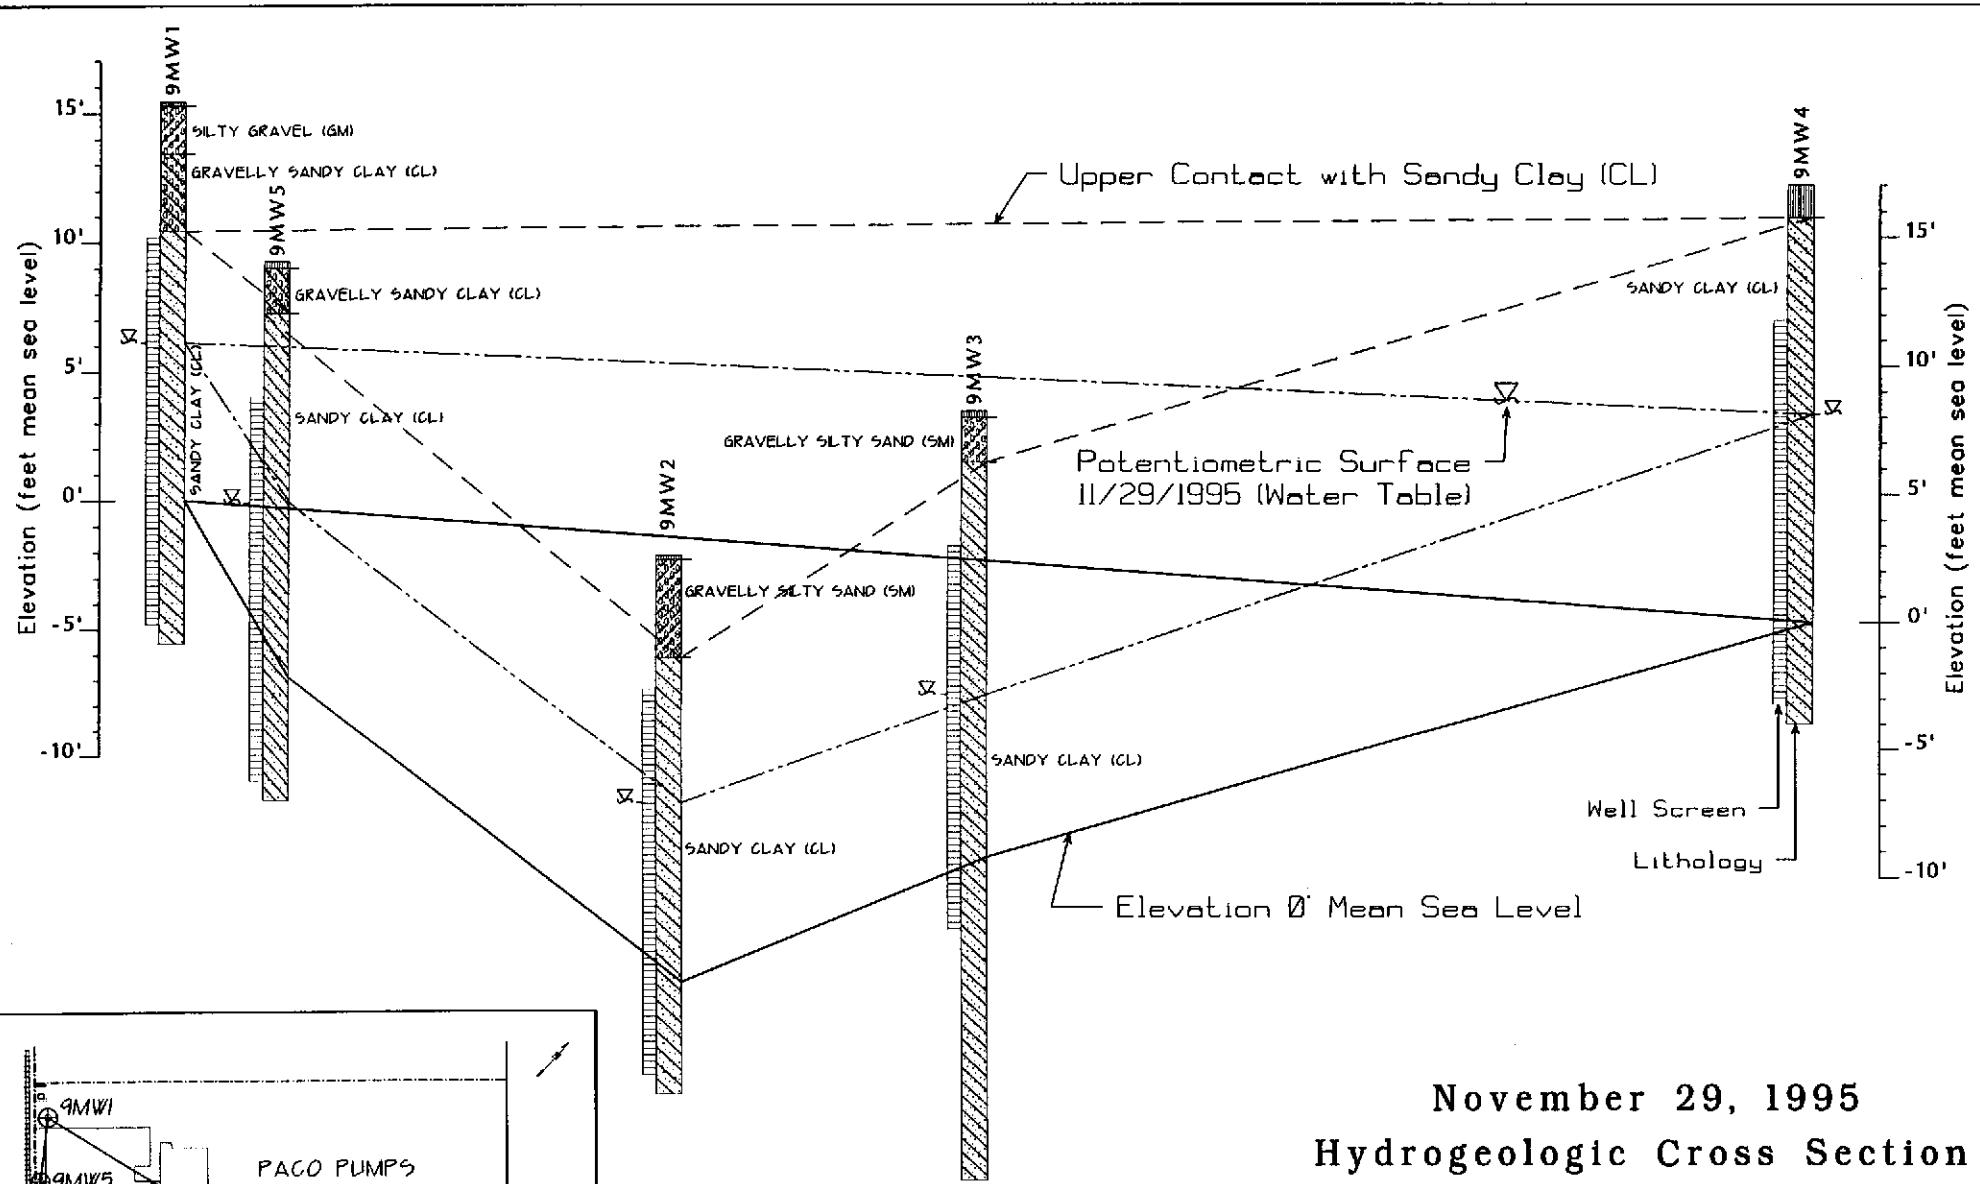 9MW1
15'
SILTY GRAVEL (GM)
GRAVELLY SANDY CLAY (CL)
9MW5
10'
GRAVELLY SANDY CLAY (CL)
5'
SANDY CLAY (CL)
SANDY CLAY (CL)
0'
-5'
-10'
Elevation (feet mean sea level)
9MW2
GRAVELLY SILTY SAND (SM)
SANDY CLAY (CL)
9MW3
GRAVELLY SILTY SAND (SM)
SANDY CLAY (CL)
Upper Contact with Sandy Clay (CL)
Potentiometric Surface
11/29/1995 (Water Table)
Elevation 0' Mean Sea Level
9MW4
SANDY CLAY (CL)
15'
10'
5'
0'
-5'
-10'
Elevation (feet mean sea level)
Well Screen
Lithology
9MW1
9MW5
PACO PUMPS
November 29, 1995
Hydrogeologic Cross Section